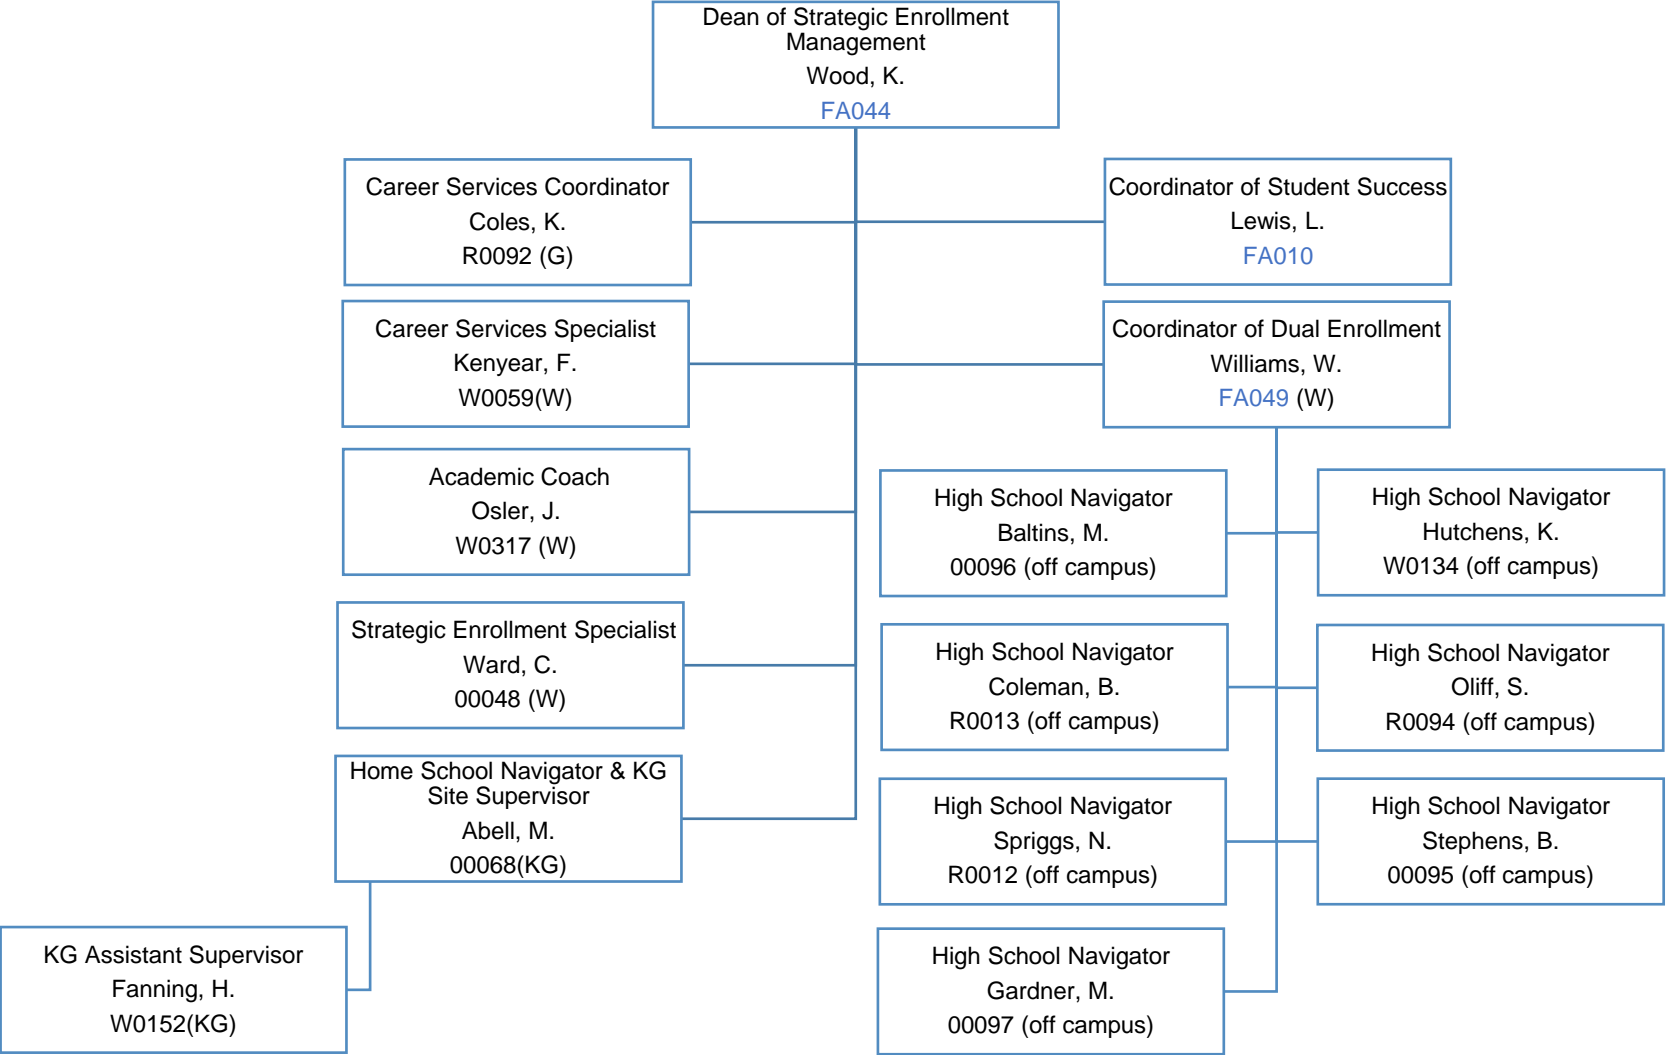 Dean of Strategic Enrollment
Management
Wood, K.
FA044
Career Services Coordinator
Coles, K.
R0092 (G)
Coordinator of Student Success
Lewis, L.
FA010
Career Services Specialist
Kenyear, F.
W0059(W)
Coordinator of Dual Enrollment
Williams, W.
FA049 (W)
Academic Coach
Osler, J.
W0317 (W)
High School Navigator
Baltins, M.
00096 (off campus)
High School Navigator
Hutchens, K.
W0134 (off campus)
Strategic Enrollment Specialist
Ward, C.
00048 (W)
High School Navigator
Coleman, B.
R0013 (off campus)
High School Navigator
Oliff, S.
R0094 (off campus)
Home School Navigator & KG
Site Supervisor
Abell, M.
00068(KG)
High School Navigator
Spriggs, N.
R0012 (off campus)
High School Navigator
Stephens, B.
00095 (off campus)
KG Assistant Supervisor
Fanning, H.
W0152(KG)
High School Navigator
Gardner, M.
00097 (off campus)